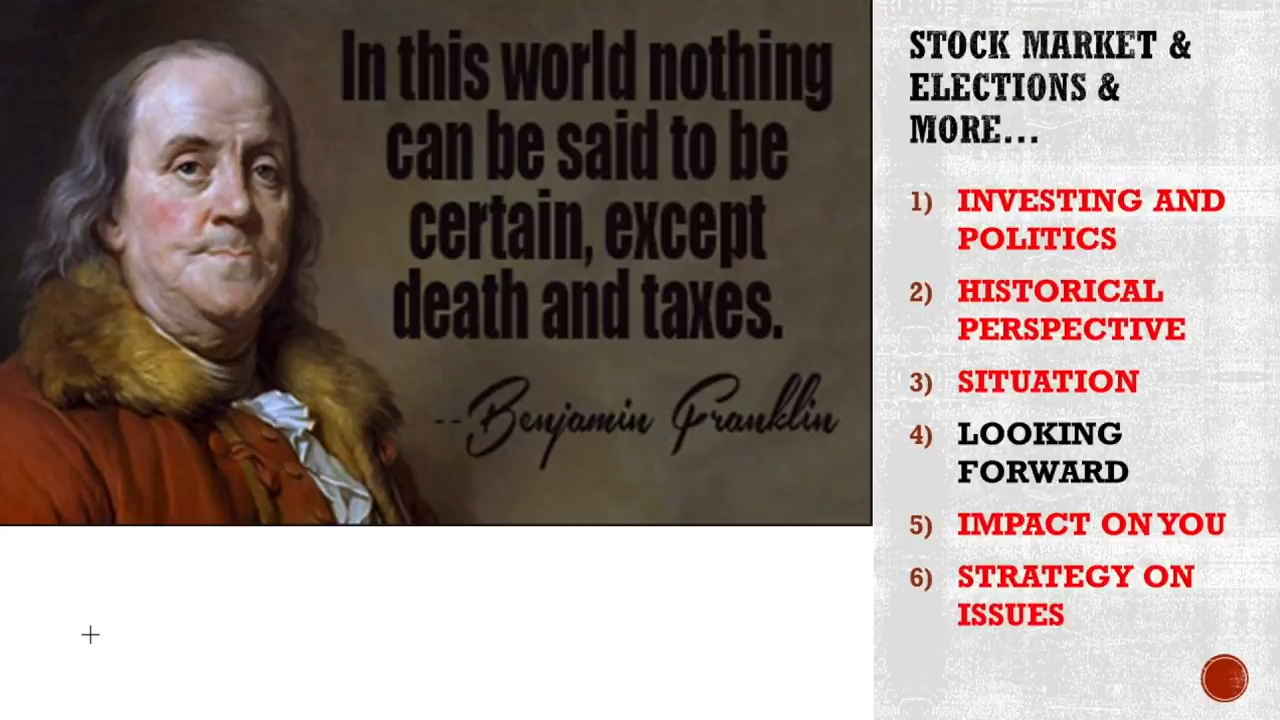 In this world nothing
can be said to be
certain, except
death and taxes.
--Benjamin Franklin
STOCK MARKET &
ELECTIONS &
MORE...
1) INVESTING AND
POLITICS
2) HISTORICAL
PERSPECTIVE
3) SITUATION
4) LOOKING
FORWARD
5) IMPACT ON YOU
6) STRATEGY ON
ISSUES